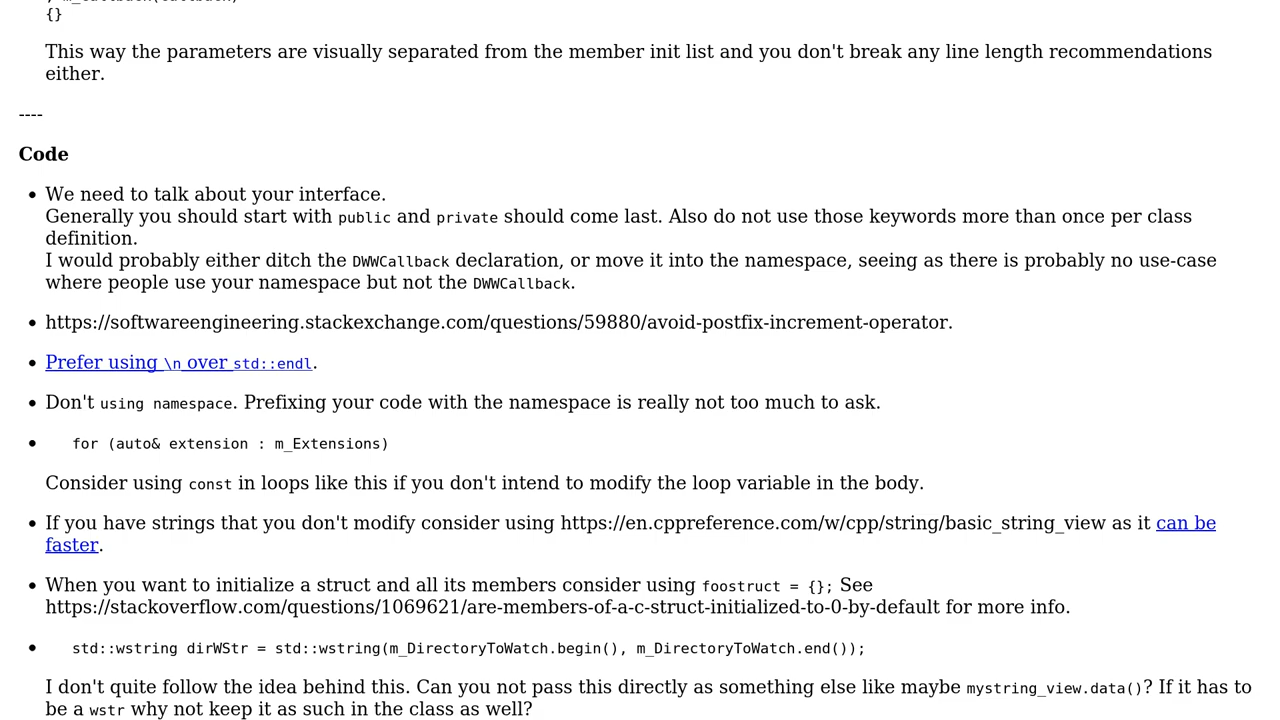 , m_Callback(callback)
{}
This way the parameters are visually separated from the member init list and you don't break any line length recommendations
either.
----
Code
• We need to talk about your interface.
Generally you should start with public and private should come last. Also do not use those keywords more than once per class
definition.
I would probably either ditch the DWWCallback declaration, or move it into the namespace, seeing as there is probably no use-case
where people use your namespace but not the DWWCallback.
• https://softwareengineering.stackexchange.com/questions/59880/avoid-postfix-increment-operator.
• Prefer using \n over std::endl.
• Don't using namespace. Prefixing your code with the namespace is really not too much to ask.
• for (auto& extension : m_Extensions)
Consider using const in loops like this if you don't intend to modify the loop variable in the body.
• If you have strings that you don't modify consider using https://en.cppreference.com/w/cpp/string/basic_string_view as it can be
faster.
• When you want to initialize a struct and all its members consider using foostruct = {}; See
https://stackoverflow.com/questions/1069621/are-members-of-a-c-struct-initialized-to-0-by-default for more info.
• std::wstring dirWStr = std::wstring(m_DirectoryToWatch.begin(), m_DirectoryToWatch.end());
I don't quite follow the idea behind this. Can you not pass this directly as something else like maybe mystring_view.data()? If it has to
be a wstr why not keep it as such in the class as well?